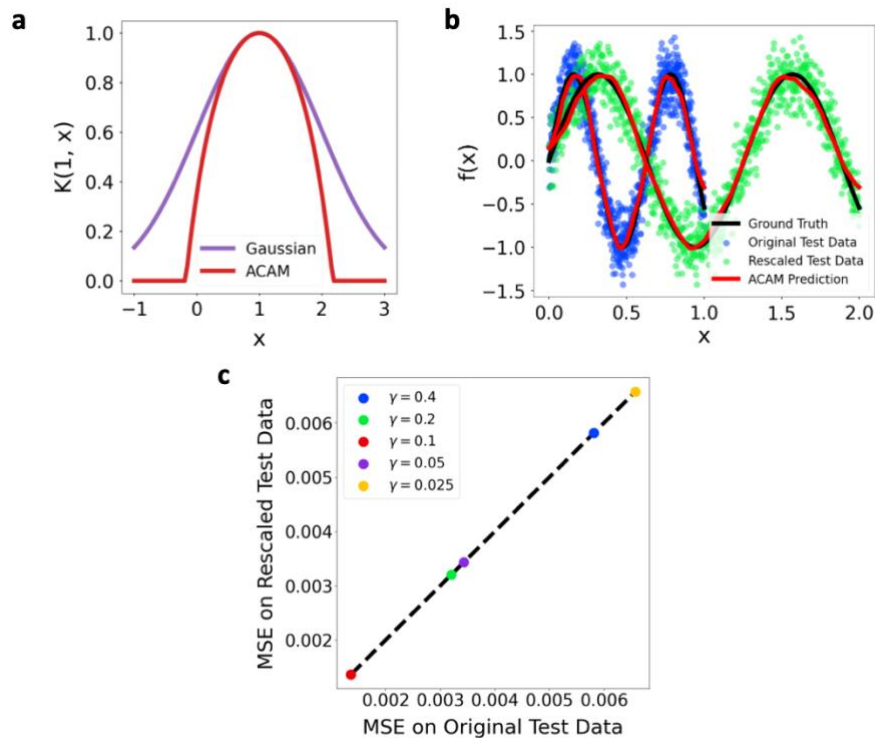 a
1.0
0.8
0.6
0.4
0.2
0.0
K(1, x)
Gaussian
ACAM
−1
0
1
2
3
x
b
1.5
1.0
0.5
0.0
−0.5
−1.0
−1.5
f(x)
Ground Truth
Original Test Data
Rescaled Test Data
ACAM Prediction
0.0
0.5
1.0
1.5
2.0
x
c
MSE on Rescaled Test Data
0.006
0.005
0.004
0.003
0.002
γ = 0.4
γ = 0.2
γ = 0.1
γ = 0.05
γ = 0.025
0.002
0.003
0.004
0.005
0.006
MSE on Original Test Data